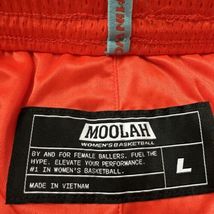 MOOLAH
WOMEN'S BASKETBALL
BY AND FOR FEMALE BALLERS. FUEL THE
HYPE. ELEVATE YOUR PERFORMANCE.
#1 IN WOMEN'S BASKETBALL.
MADE IN VIETNAM
L